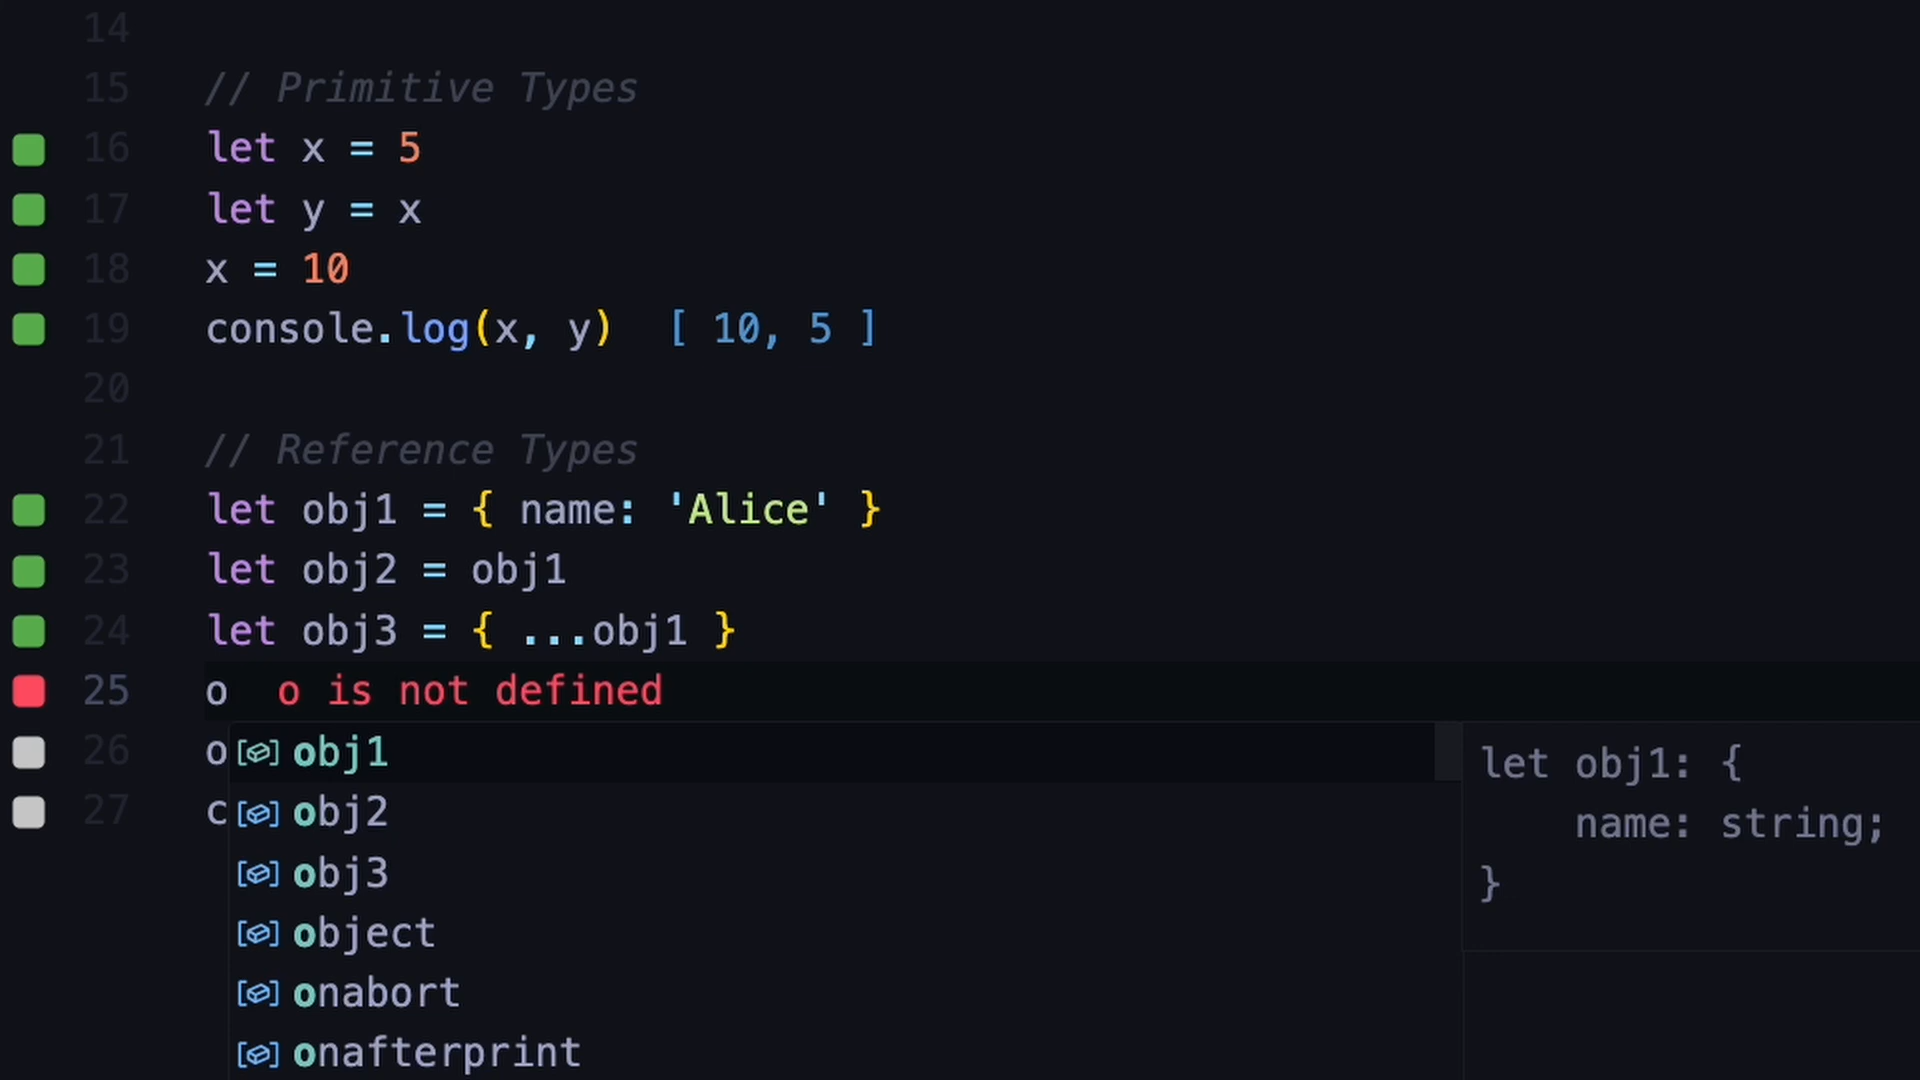 14
15 // Primitive Types
16 let x = 5
17 let y = x
18 x = 10
19 console.log(x, y) [ 10, 5 ]
20
21 // Reference Types
22 let obj1 = { name: 'Alice' }
23 let obj2 = obj1
24 let obj3 = { ...obj1 }
25 o o is not defined
26 o
27 c
obj1
obj2
obj3
object
onabort
onafterprint
let obj1: {
name: string;
}